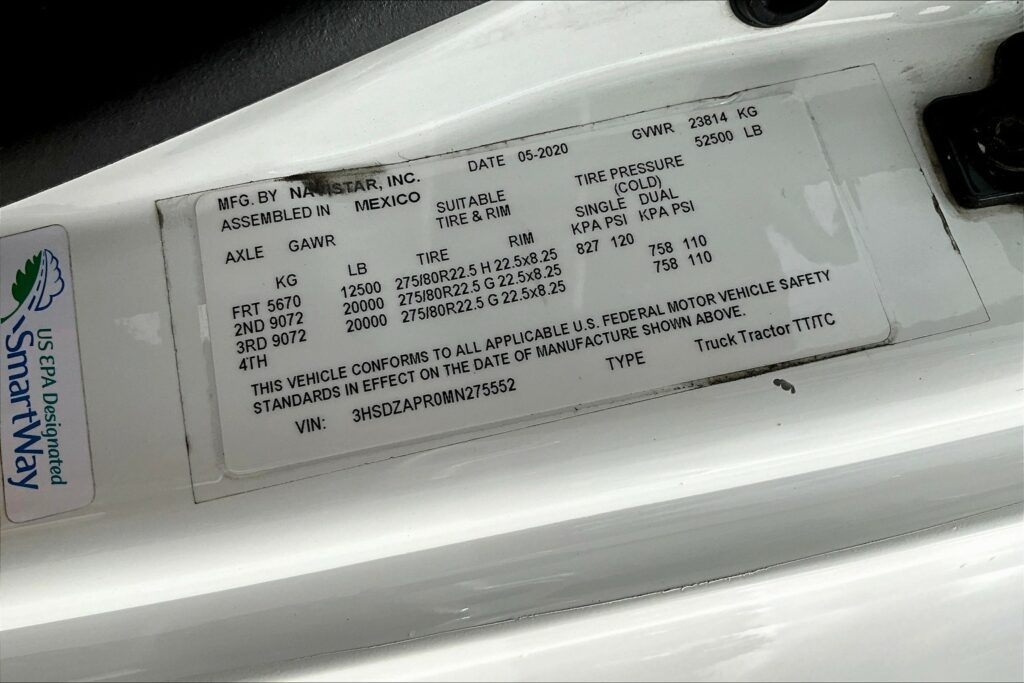 MFG. BY NAVISTAR, INC. DATE 05-2020 GVWR 23814 KG
ASSEMBLED IN MEXICO 52500 LB
SUITABLE TIRE PRESSURE
TIRE & RIM (COLD)
AXLE GAWR SINGLE DUAL
KG LB TIRE RIM KPA PSI KPA PSI
FRT 5670 12500 275/80R22.5 H 22.5x8.25 827 120
2ND 9072 20000 275/80R22.5 G 22.5x8.25 758 110
3RD 9072 20000 275/80R22.5 G 22.5x8.25 758 110
4TH
THIS VEHICLE CONFORMS TO ALL APPLICABLE U.S. FEDERAL MOTOR VEHICLE SAFETY
STANDARDS IN EFFECT ON THE DATE OF MANUFACTURE SHOWN ABOVE.
VIN: 3HSDZAPR0MN275552 TYPE Truck Tractor TT/TC
US EPA Designated
SmartWay